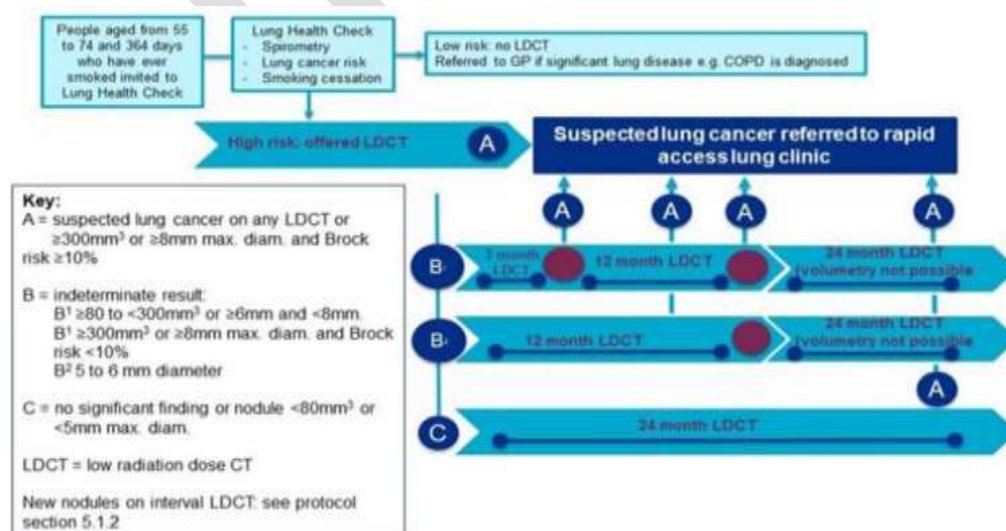 People aged from 55
to 74 and 364 days
who have ever
smoked invited to
Lung Health Check
Lung Health Check
- Spirometry
- Lung cancer risk
- Smoking cessation
Low risk: no LDCT
Referred to GP if significant lung disease e.g. COPD is diagnosed
High risk: offered LDCT
A
Suspected lung cancer referred to rapid
access lung clinic
Key:
A = suspected lung cancer on any LDCT or
≥300mm³ or ≥8mm max. diam. and Brock
risk ≥10%
B = indeterminate result:
B¹ ≥80 to <300mm³ or ≥6mm and <8mm.
B¹ ≥300mm³ or ≥8mm max. diam. and Brock
risk <10%
B² 5 to 6 mm diameter
C = no significant finding or nodule <80mm³ or
<5mm max. diam.
LDCT = low radiation dose CT
New nodules on interval LDCT: see protocol
section 5.1.2
A
A
A
A
B
month
LDCT
12 month LDCT
24 month LDCT
(volumetry not possible
B
12 month LDCT
24 month LDCT
(volumetry not possible
A
C
24 month LDCT